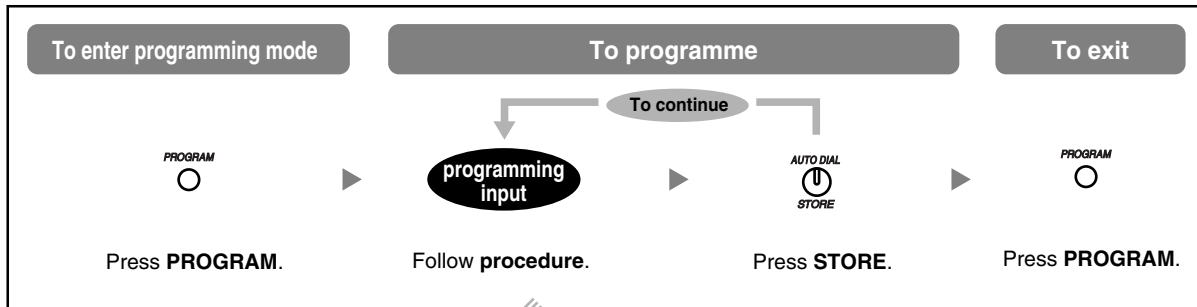 To enter programming mode
To programme
To exit
To continue
PROGRAM
programming
input
AUTO DIAL
STORE
PROGRAM
Press PROGRAM.
Follow procedure.
Press STORE.
Press PROGRAM.